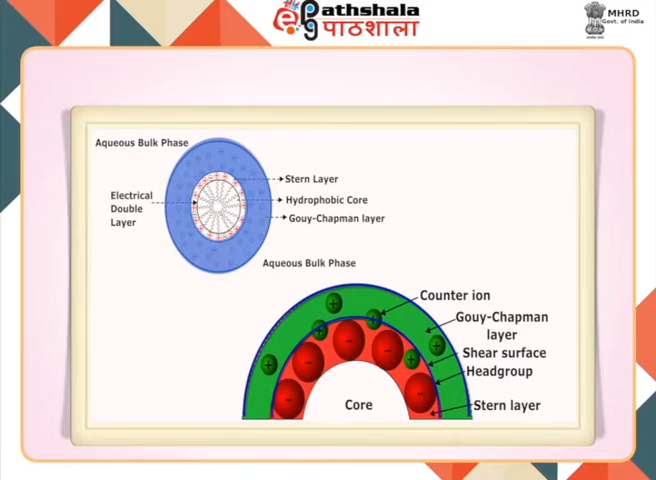 Pathshala
पाठशाला
MHRD
Govt. of India
Aqueous Bulk Phase
Stern Layer
Electrical
Double
Layer
Hydrophobic Core
Gouy-Chapman layer
Aqueous Bulk Phase
Counter ion
Gouy-Chapman
layer
Shear surface
Headgroup
Core
Stern layer